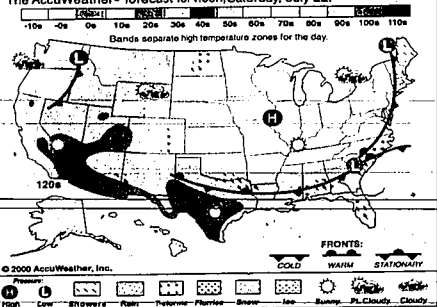 The AccuWeather® forecast for noon, Saturday, July 22.
-10s -0s 0s 10s 20s 30s 40s 50s 60s 70s 80s 90s 100s 110s
Bands separate high temperature zones for the day.
L
L
H
L
120s
FRONTS:
COLD WARM STATIONARY
© 2000 AccuWeather, Inc.
Pressure:
H L
High Low Showers Rain T-storms Flurries Snow Ice Sunny Pt. Cloudy Cloudy